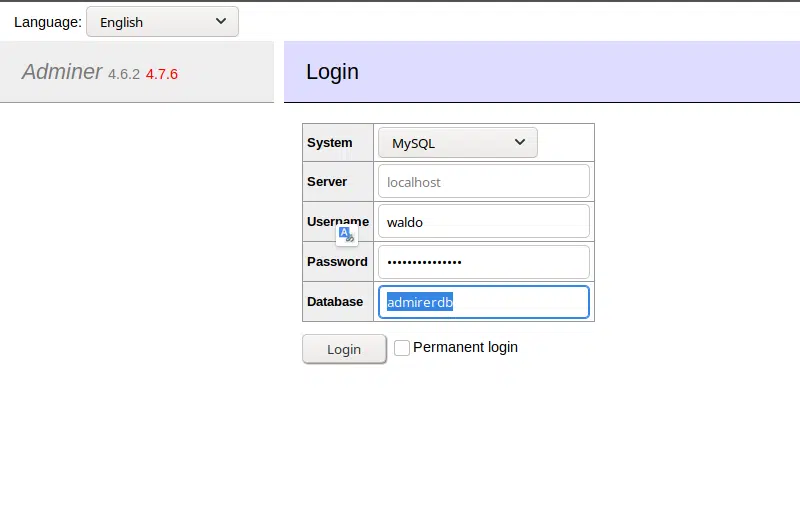 Language: English
Adminer 4.6.2 4.7.6
Login
System MySQL
Server localhost
Username waldo
Password •••••••••••••••
Database admirerdb
Login Permanent login